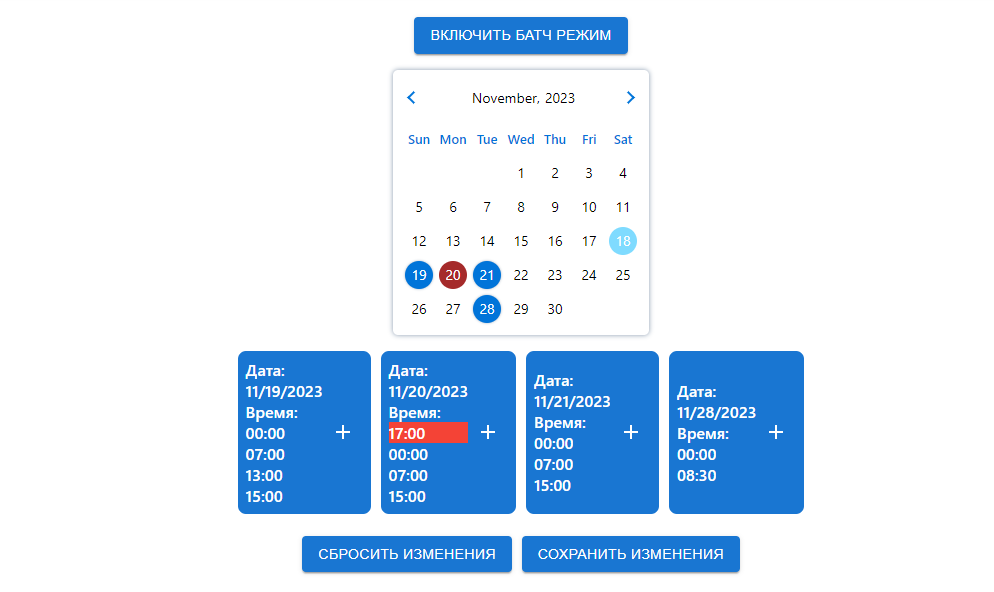 ВКЛЮЧИТЬ БАТЧ РЕЖИМ
November, 2023
Sun Mon Tue Wed Thu Fri Sat
1 2 3 4
5 6 7 8 9 10 11
12 13 14 15 16 17 18
19 20 21 22 23 24 25
26 27 28 29 30
Дата:
11/19/2023
Время:
00:00
07:00
13:00
15:00
+
Дата:
11/20/2023
Время:
17:00
00:00
07:00
15:00
+
Дата:
11/21/2023
Время:
00:00
07:00
15:00
+
Дата:
11/28/2023
Время:
00:00
08:30
+
СБРОСИТЬ ИЗМЕНЕНИЯ
СОХРАНИТЬ ИЗМЕНЕНИЯ